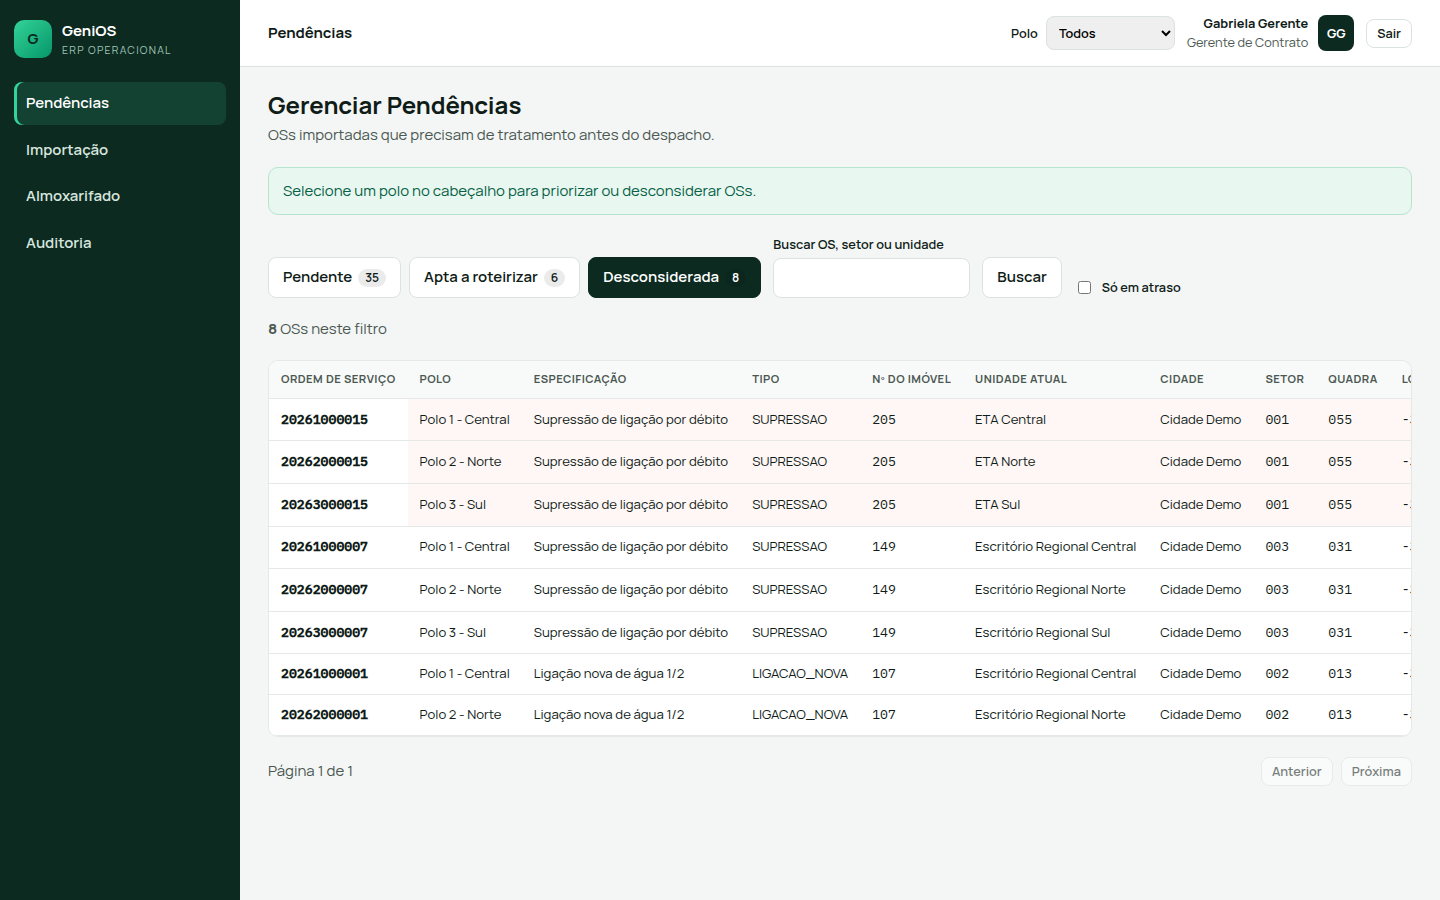 G
GeniOS
ERP OPERACIONAL
Pendências
Importação
Almoxarifado
Auditoria
Pendências
Polo
Todos
Gabriela Gerente
Gerente de Contrato
GG
Sair
Gerenciar Pendências
OSs importadas que precisam de tratamento antes do despacho.
Selecione um polo no cabeçalho para priorizar ou desconsiderar OSs.
Buscar OS, setor ou unidade
Pendente 35
Apta a roteirizar 6
Desconsiderada 8
Buscar
Só em atraso
8 OSs neste filtro
ORDEM DE SERVIÇO POLO ESPECIFICAÇÃO TIPO Nº DO IMÓVEL UNIDADE ATUAL CIDADE SETOR QUADRA
20261000015 Polo 1 - Central Supressão de ligação por débito SUPRESSAO 205 ETA Central Cidade Demo 001 055
20262000015 Polo 2 - Norte Supressão de ligação por débito SUPRESSAO 205 ETA Norte Cidade Demo 001 055
20263000015 Polo 3 - Sul Supressão de ligação por débito SUPRESSAO 205 ETA Sul Cidade Demo 001 055
20261000007 Polo 1 - Central Supressão de ligação por débito SUPRESSAO 149 Escritório Regional Central Cidade Demo 003 031
20262000007 Polo 2 - Norte Supressão de ligação por débito SUPRESSAO 149 Escritório Regional Norte Cidade Demo 003 031
20263000007 Polo 3 - Sul Supressão de ligação por débito SUPRESSAO 149 Escritório Regional Sul Cidade Demo 003 031
20261000001 Polo 1 - Central Ligação nova de água 1/2 LIGACAO_NOVA 107 Escritório Regional Central Cidade Demo 002 013
20262000001 Polo 2 - Norte Ligação nova de água 1/2 LIGACAO_NOVA 107 Escritório Regional Norte Cidade Demo 002 013
Página 1 de 1
Anterior
Próxima